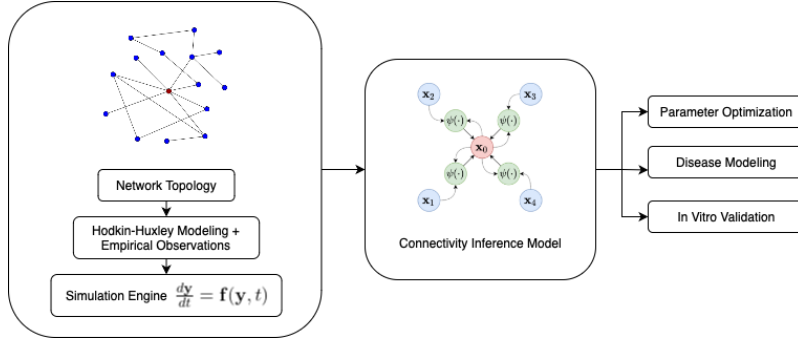 Network Topology
Hodkin-Huxley Modeling +
Empirical Observations
Simulation Engine dy/dt = f(y, t)
x₂
x₃
ψ(·)
ψ(·)
x₀
ψ(·)
ψ(·)
x₁
x₄
Connectivity Inference Model
Parameter Optimization
Disease Modeling
In Vitro Validation